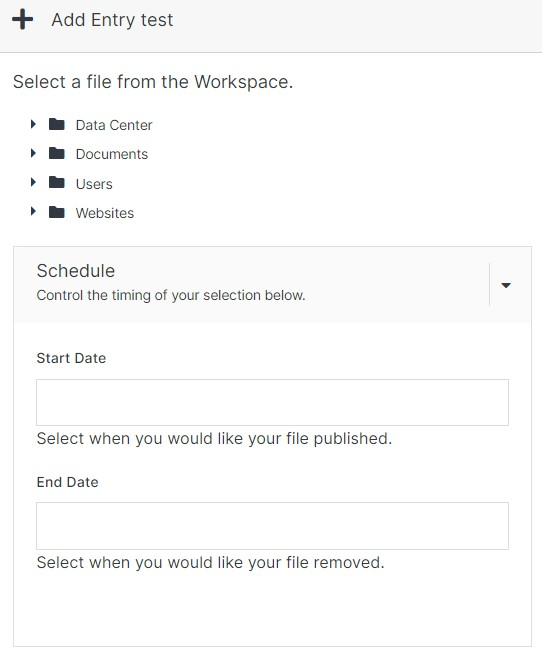 Add Entry test
Select a file from the Workspace.
Data Center
Documents
Users
Websites
Schedule
Control the timing of your selection below.
Start Date
Select when you would like your file published.
End Date
Select when you would like your file removed.